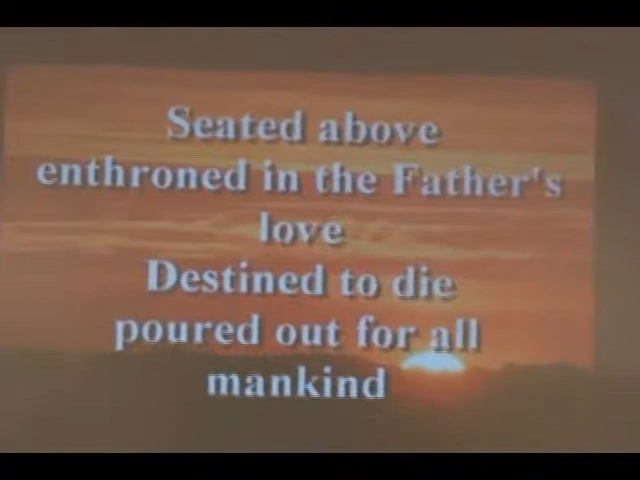 Seated above
enthroned in the Father's
love
Destined to die
poured out for all
mankind